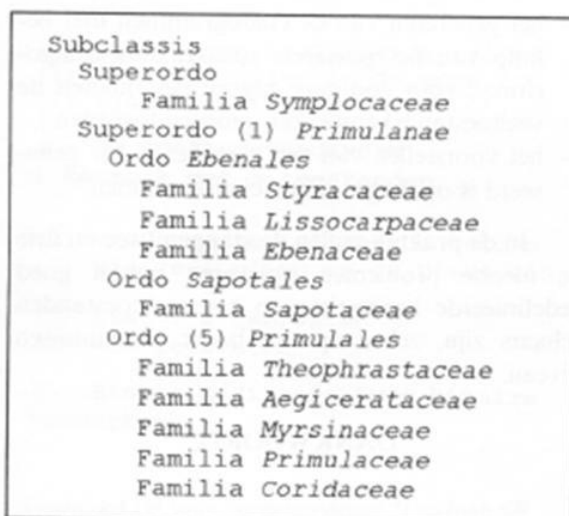 Subclassis
Superordo
Familia Symplocaceae
Superordo (1) Primulanae
Ordo Ebenales
Familia Styracaceae
Familia Lissocarpaceae
Familia Ebenaceae
Ordo Sapotales
Familia Sapotaceae
Ordo (5) Primulales
Familia Theophrastaceae
Familia Aegicerataceae
Familia Myrsinaceae
Familia Primulaceae
Familia Coridaceae